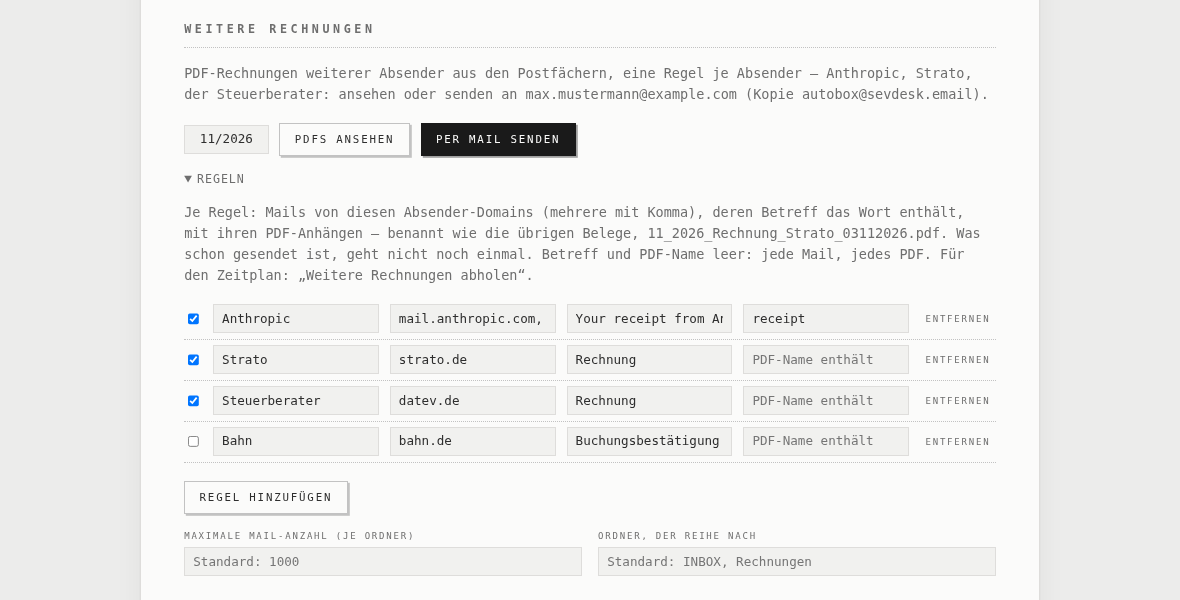 WEITERE RECHNUNGEN
PDF-Rechnungen weiterer Absender aus den Postfächern, eine Regel je Absender – Anthropic, Strato,
der Steuerberater: ansehen oder senden an max.mustermann@example.com (Kopie autobox@sevdesk.email).
11/2026 PDFS ANSEHEN PER MAIL SENDEN
▼ REGELN
Je Regel: Mails von diesen Absender-Domains (mehrere mit Komma), deren Betreff das Wort enthält,
mit ihren PDF-Anhängen – benannt wie die übrigen Belege, 11_2026_Rechnung_Strato_03112026.pdf. Was
schon gesendet ist, geht nicht noch einmal. Betreff und PDF-Name leer: jede Mail, jedes PDF. Für
den Zeitplan: „Weitere Rechnungen abholen“.
Anthropic mail.anthropic.com, Your receipt from An receipt ENTFERNEN
Strato strato.de Rechnung PDF-Name enthält ENTFERNEN
Steuerberater datev.de Rechnung PDF-Name enthält ENTFERNEN
Bahn bahn.de Buchungsbestätigung PDF-Name enthält ENTFERNEN
REGEL HINZUFÜGEN
MAXIMALE MAIL-ANZAHL (JE ORDNER) ORDNER, DER REIHE NACH
Standard: 1000 Standard: INBOX, Rechnungen